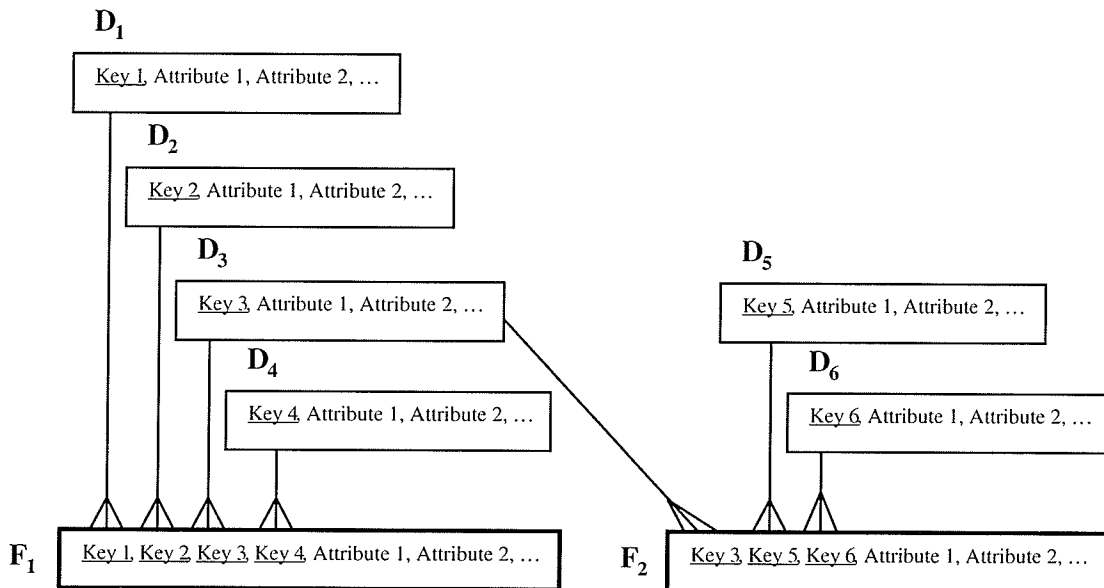 D1
Key 1, Attribute 1, Attribute 2, …
D2
Key 2, Attribute 1, Attribute 2, …
D3
Key 3, Attribute 1, Attribute 2, …
D4
Key 4, Attribute 1, Attribute 2, …
D5
Key 5, Attribute 1, Attribute 2, …
D6
Key 6, Attribute 1, Attribute 2, …
F1
Key 1, Key 2, Key 3, Key 4, Attribute 1, Attribute 2, …
F2
Key 3, Key 5, Key 6, Attribute 1, Attribute 2, …